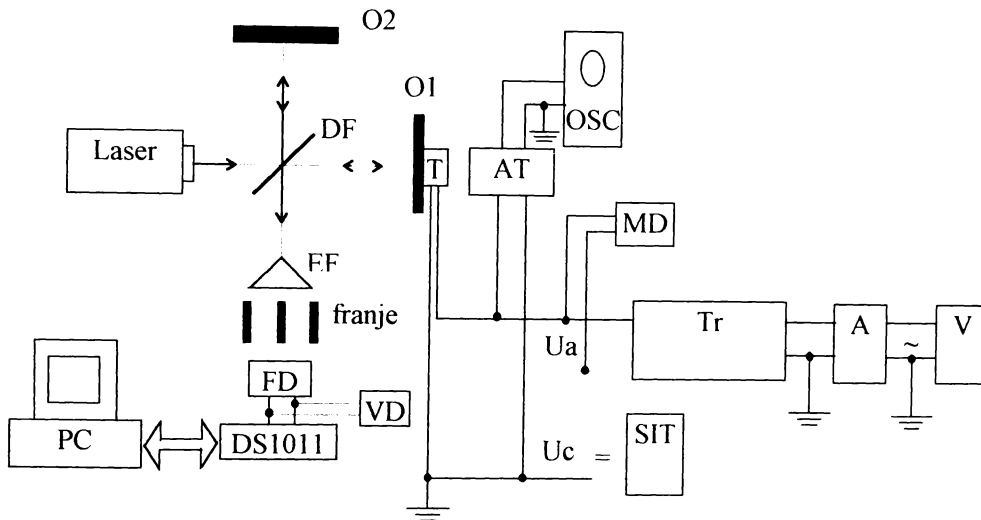 O2
O1
DF
OSC
Laser
T
AT
MD
EF
franje
Ua
Tr
A
~
V
FD
VD
PC
DS1011
Uc =
SIT